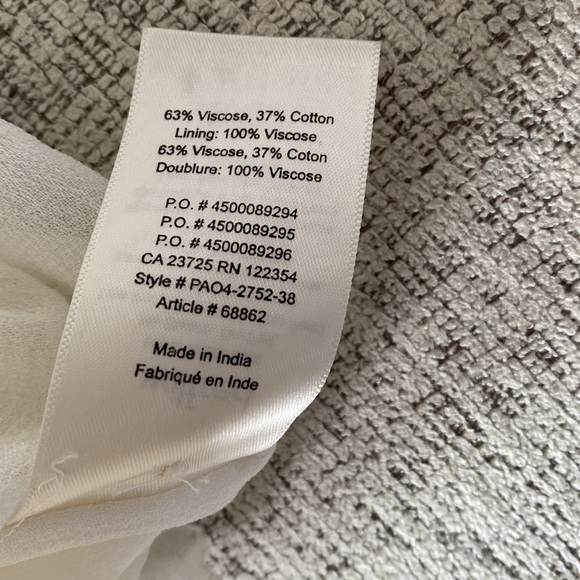 63% Viscose, 37% Cotton
Lining: 100% Viscose
63% Viscose, 37% Coton
Doublure: 100% Viscose
P.O. # 4500089294
P.O. # 4500089295
P.O. # 4500089296
CA 23725 RN 122354
Style # PAO4-2752-38
Article # 68862
Made in India
Fabriqué en Inde